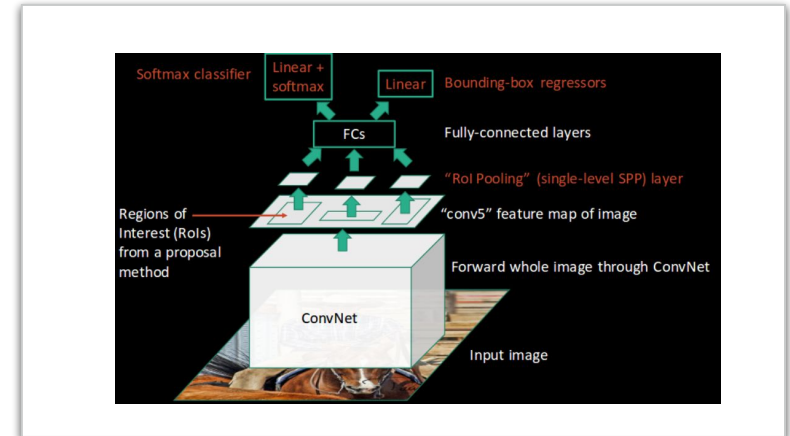 Softmax classifier
Linear +
softmax
Linear
Bounding-box regressors
FCs
Fully-connected layers
"RoI Pooling" (single-level SPP) layer
Regions of
Interest (RoIs)
from a proposal
method
"conv5" feature map of image
Forward whole image through ConvNet
ConvNet
Input image